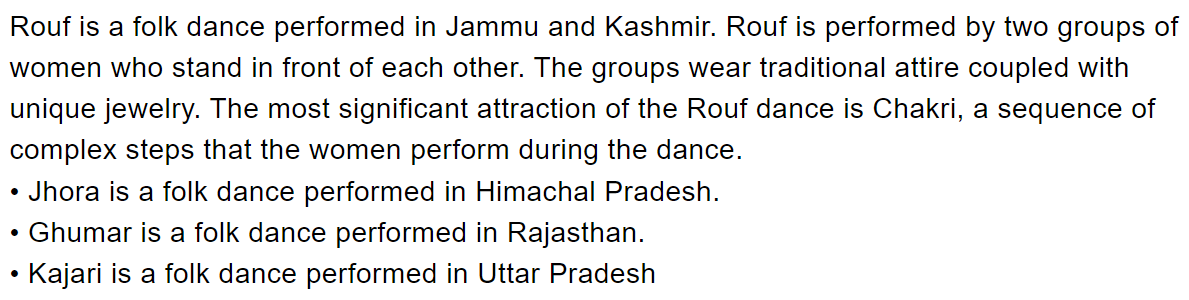 Rouf is a folk dance performed in Jammu and Kashmir. Rouf is performed by two groups of
women who stand in front of each other. The groups wear traditional attire coupled with
unique jewelry. The most significant attraction of the Rouf dance is Chakri, a sequence of
complex steps that the women perform during the dance.
• Jhora is a folk dance performed in Himachal Pradesh.
• Ghumar is a folk dance performed in Rajasthan.
• Kajari is a folk dance performed in Uttar Pradesh